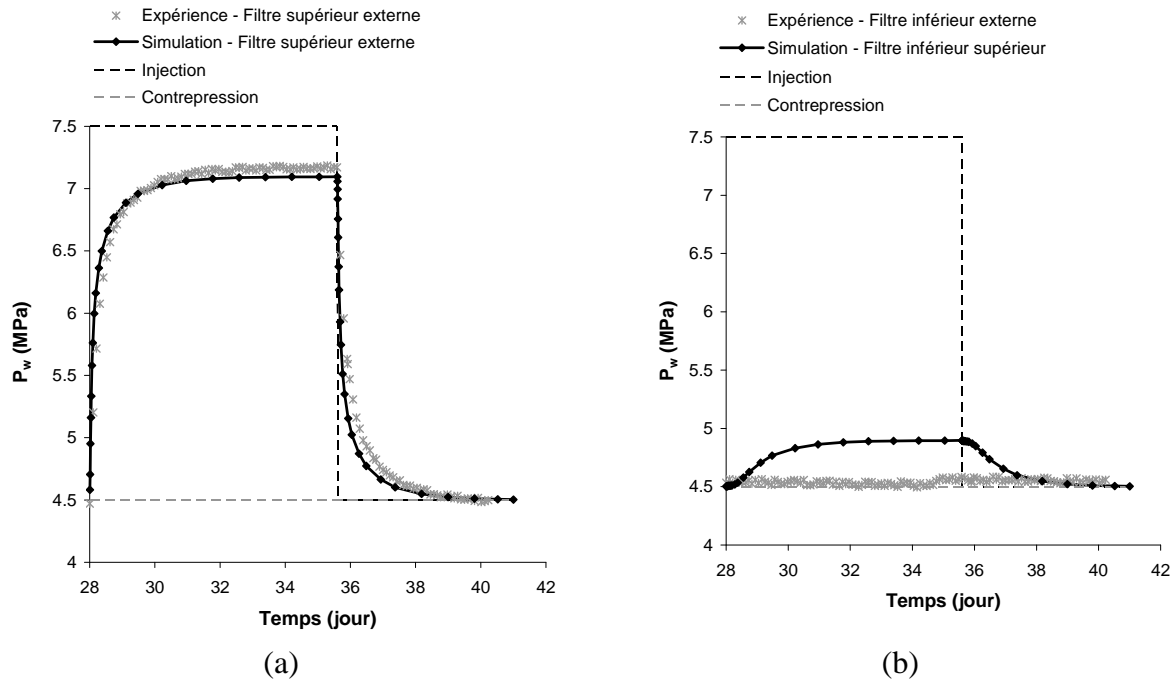 Expérience - Filtre supérieur externe
Simulation - Filtre supérieur externe
Injection
Contrepression
7.5
7
6.5
6
5.5
5
4.5
4
P_w (MPa)
28 30 32 34 36 38 40 42
Temps (jour)
(a)
Expérience - Filtre inférieur externe
Simulation - Filtre inférieur supérieur
Injection
Contrepression
7.5
7
6.5
6
5.5
5
4.5
4
P_w (MPa)
28 30 32 34 36 38 40 42
Temps (jour)
(b)